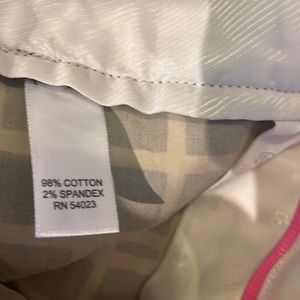 98% COTTON
2% SPANDEX
RN 54023